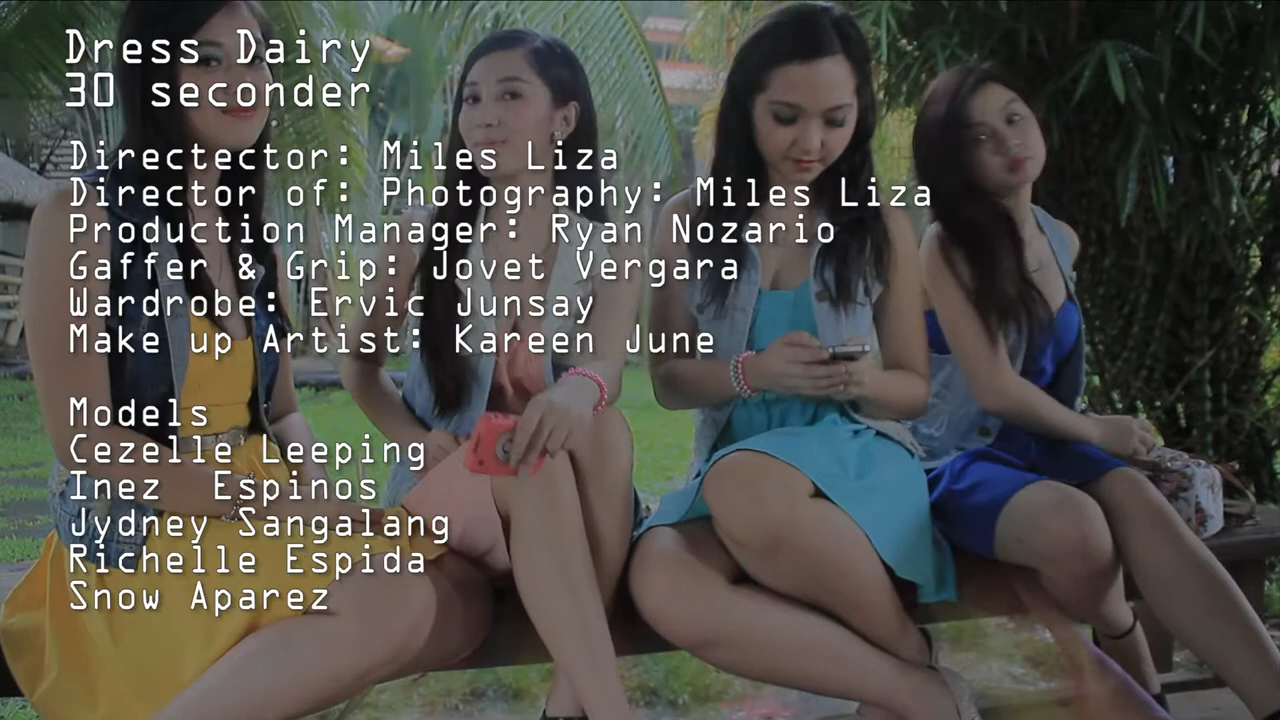 Dress Dairy
30 seconder
Directector: Miles Liza
Director of: Photography: Miles Liza
Production Manager: Ryan Nozario
Gaffer & Grip: Jovet Vergara
Wardrobe: Ervic Junsay
Make up Artist: Kareen June
Models
Cezelle Leeping
Inez  Espinos
Jydney Sangalang
Richelle Espida
Snow Aparez